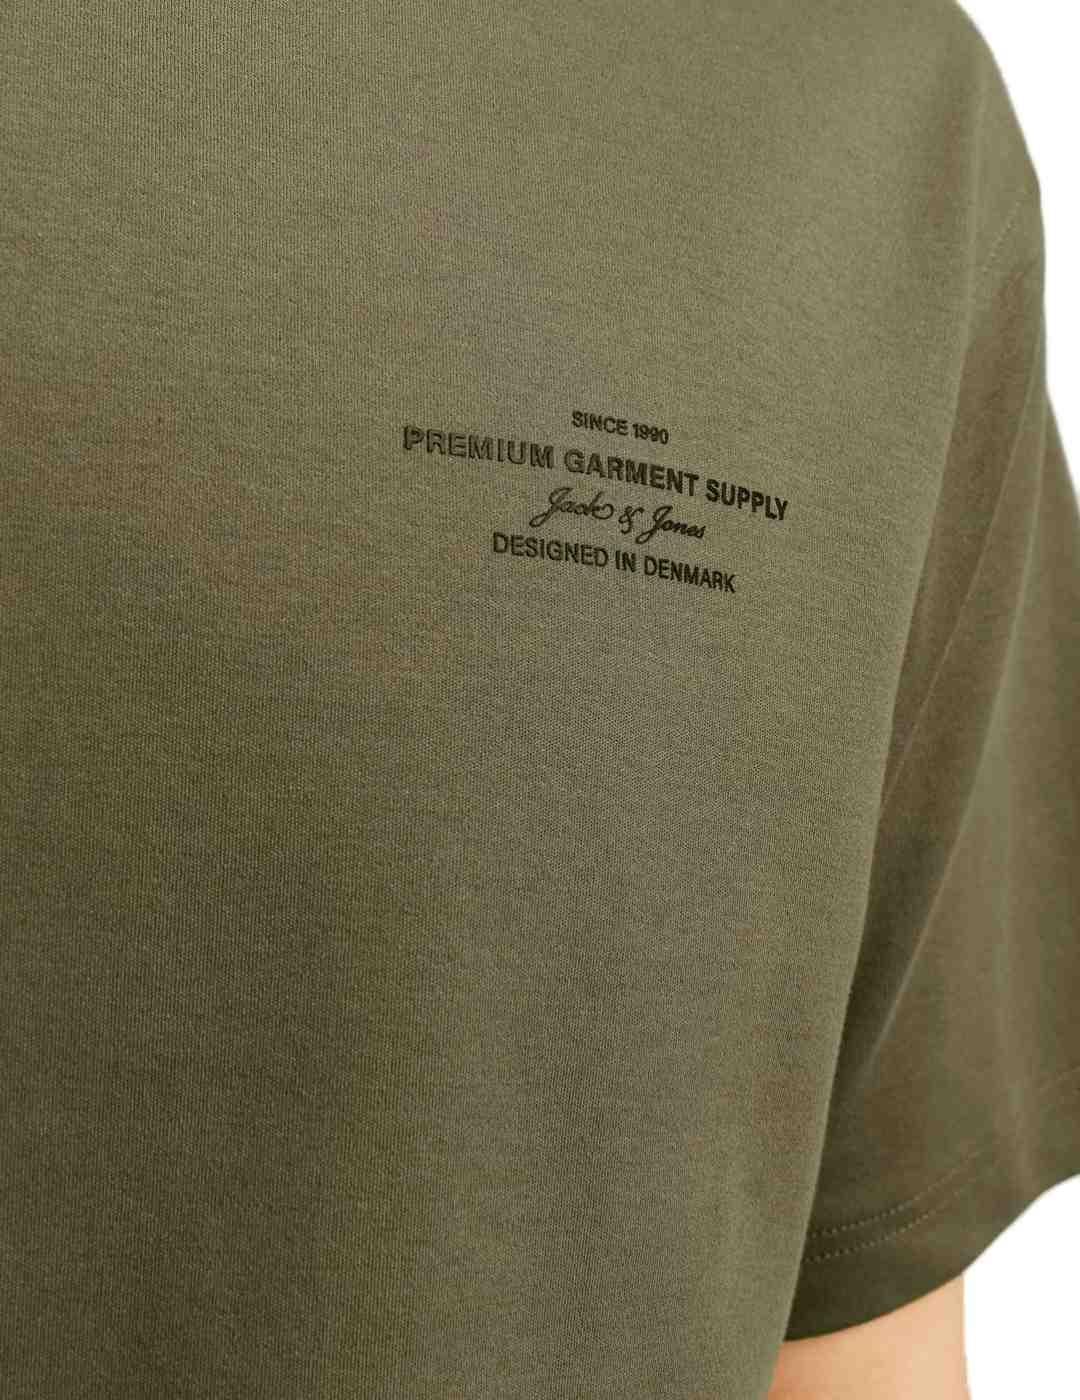 SINCE 1990
PREMIUM GARMENT SUPPLY
Jack & Jones
DESIGNED IN DENMARK